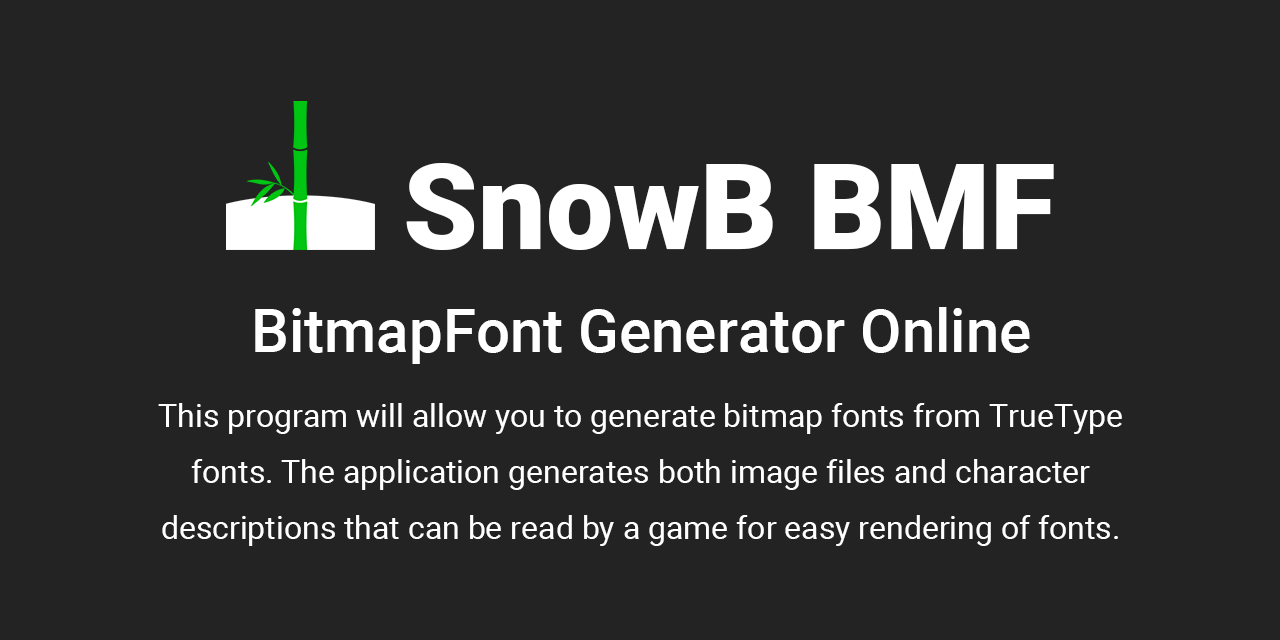 SnowB BMF
BitmapFont Generator Online
This program will allow you to generate bitmap fonts from TrueType
fonts. The application generates both image files and character
descriptions that can be read by a game for easy rendering of fonts.